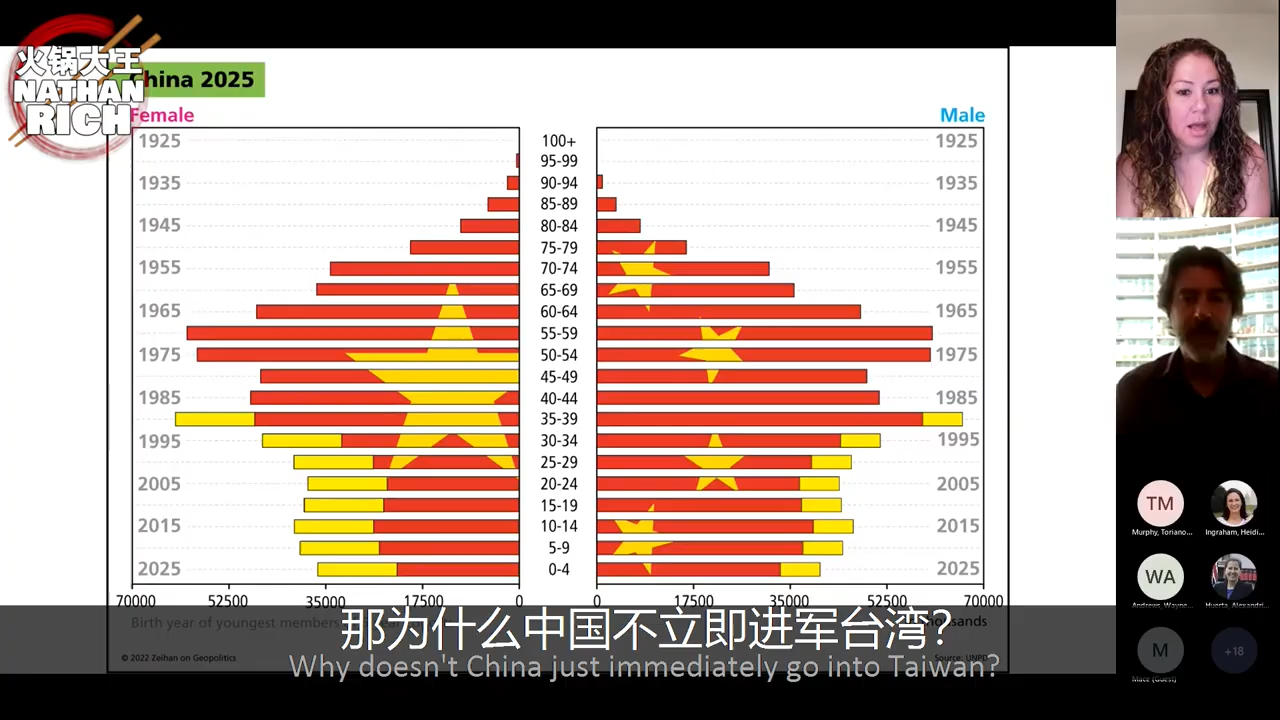 火锅大王
NATHAN
RICH
China 2025
Female
Male
1925 100+ 1925
95-99
1935 90-94 1935
85-89
1945 80-84 1945
75-79
1955 70-74 1955
65-69
1965 60-64 1965
55-59
1975 50-54 1975
45-49
1985 40-44 1985
35-39
1995 30-34 1995
25-29
2005 20-24 2005
15-19
2015 10-14 2015
5-9
2025 0-4 2025
70000 52500 35000 17500 0 0 17500 35000 52500 70000
Birth year of youngest members
© 2022 Zeihan on Geopolitics
Source: UNPD
那为什么中国不立即进军台湾?
Why doesn't China just immediately go into Taiwan?
TM
Murphy, Toriano...
Ingraham, Heidi...
WA
Andrews, Wayne...
Huerta, Alexandri...
M
Mace (Guest)
+18